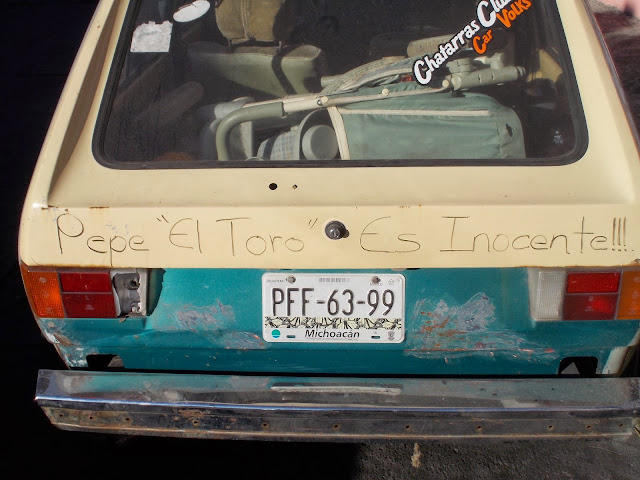 Chatarras Club
Car Volks
Pepe "El Toro" Es Inocente!!!
PFF-63-99
Michoacán